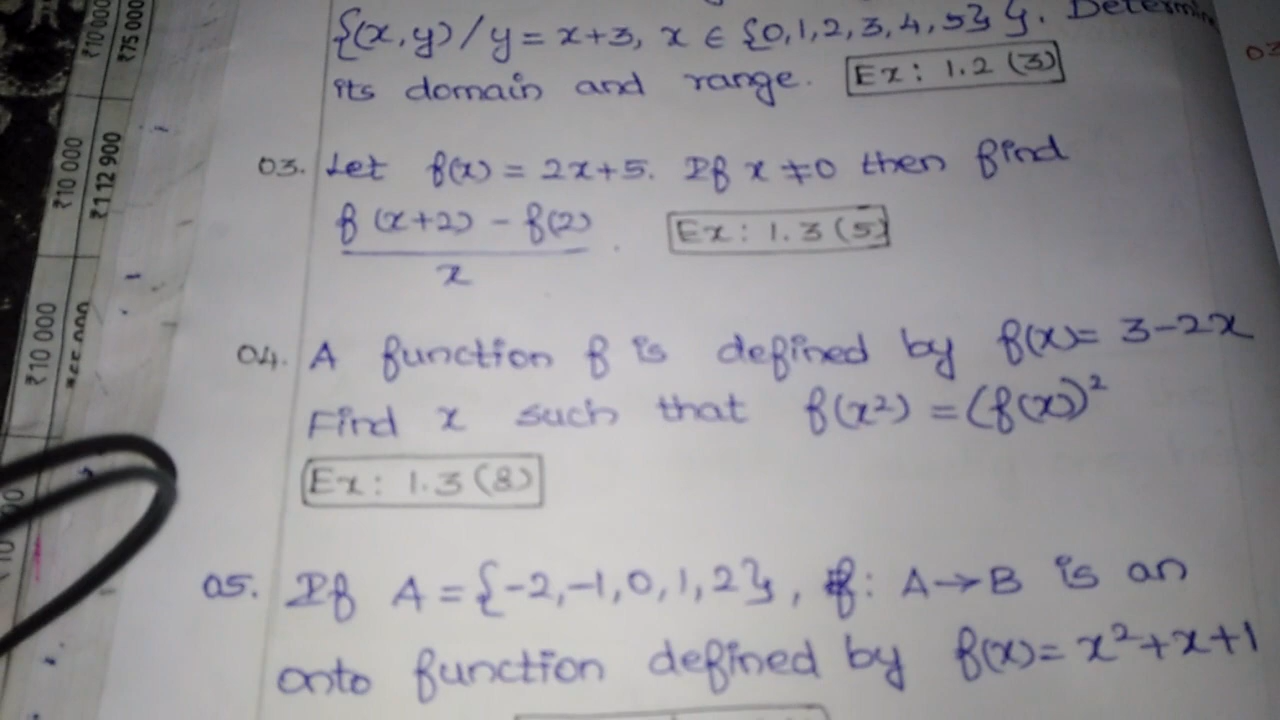 {(x,y)/y = x+3, x ∈ {0,1,2,3,4,5}}. Determin
its domain and range. Ex: 1.2 (3)
03. Let f(x) = 2x+5. If x ≠ 0 then find
f(x+2) - f(2)
x
Ex: 1.3 (5)
04. A function f is defined by f(x) = 3-2x
Find x such that f(x²) = (f(x))²
Ex: 1.3 (8)
05. If A = {-2,-1,0,1,2}, f: A→B is an
onto function defined by f(x) = x²+x+1
₹10 000
₹75 000
₹10 000
₹1 12 900
₹10 000
03